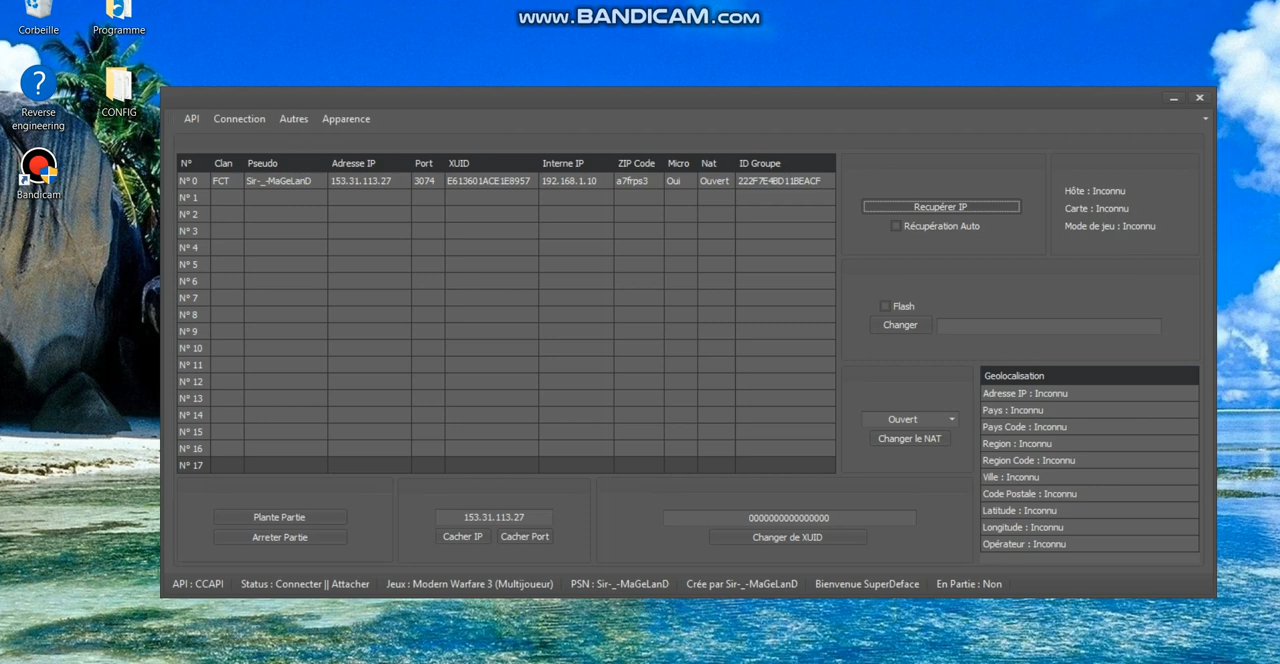 www.BANDICAM.com
Corbeille
Programme
Reverse engineering
CONFIG
Bandicam
API Connection Autres Apparence
N° Clan Pseudo Adresse IP Port XUID Interne IP ZIP Code Micro Nat ID Groupe
N° 0 FCT Sir-_-MaGeLanD 153.31.113.27 3074 E613601ACE1E8957 192.168.1.10 a7frps3 Oui Ouvert 222F7E4BD11BEACF
N° 1
N° 2
N° 3
N° 4
N° 5
N° 6
N° 7
N° 8
N° 9
N° 10
N° 11
N° 12
N° 13
N° 14
N° 15
N° 16
N° 17
Recupérer IP
Récupération Auto
Hôte : Inconnu
Carte : Inconnu
Mode de jeu : Inconnu
Flash
Changer
Ouvert
Changer le NAT
Geolocalisation
Adresse IP : Inconnu
Pays : Inconnu
Pays Code : Inconnu
Region : Inconnu
Region Code : Inconnu
Ville : Inconnu
Code Postale : Inconnu
Latitude : Inconnu
Longitude : Inconnu
Opérateur : Inconnu
Plante Partie
Arreter Partie
153.31.113.27
Cacher IP Cacher Port
0000000000000000
Changer de XUID
API : CCAPI Status : Connecter || Attacher Jeux : Modern Warfare 3 (Multijoueur) PSN : Sir-_-MaGeLanD Crée par Sir-_-MaGeLanD Bienvenue SuperDeface En Partie : Non